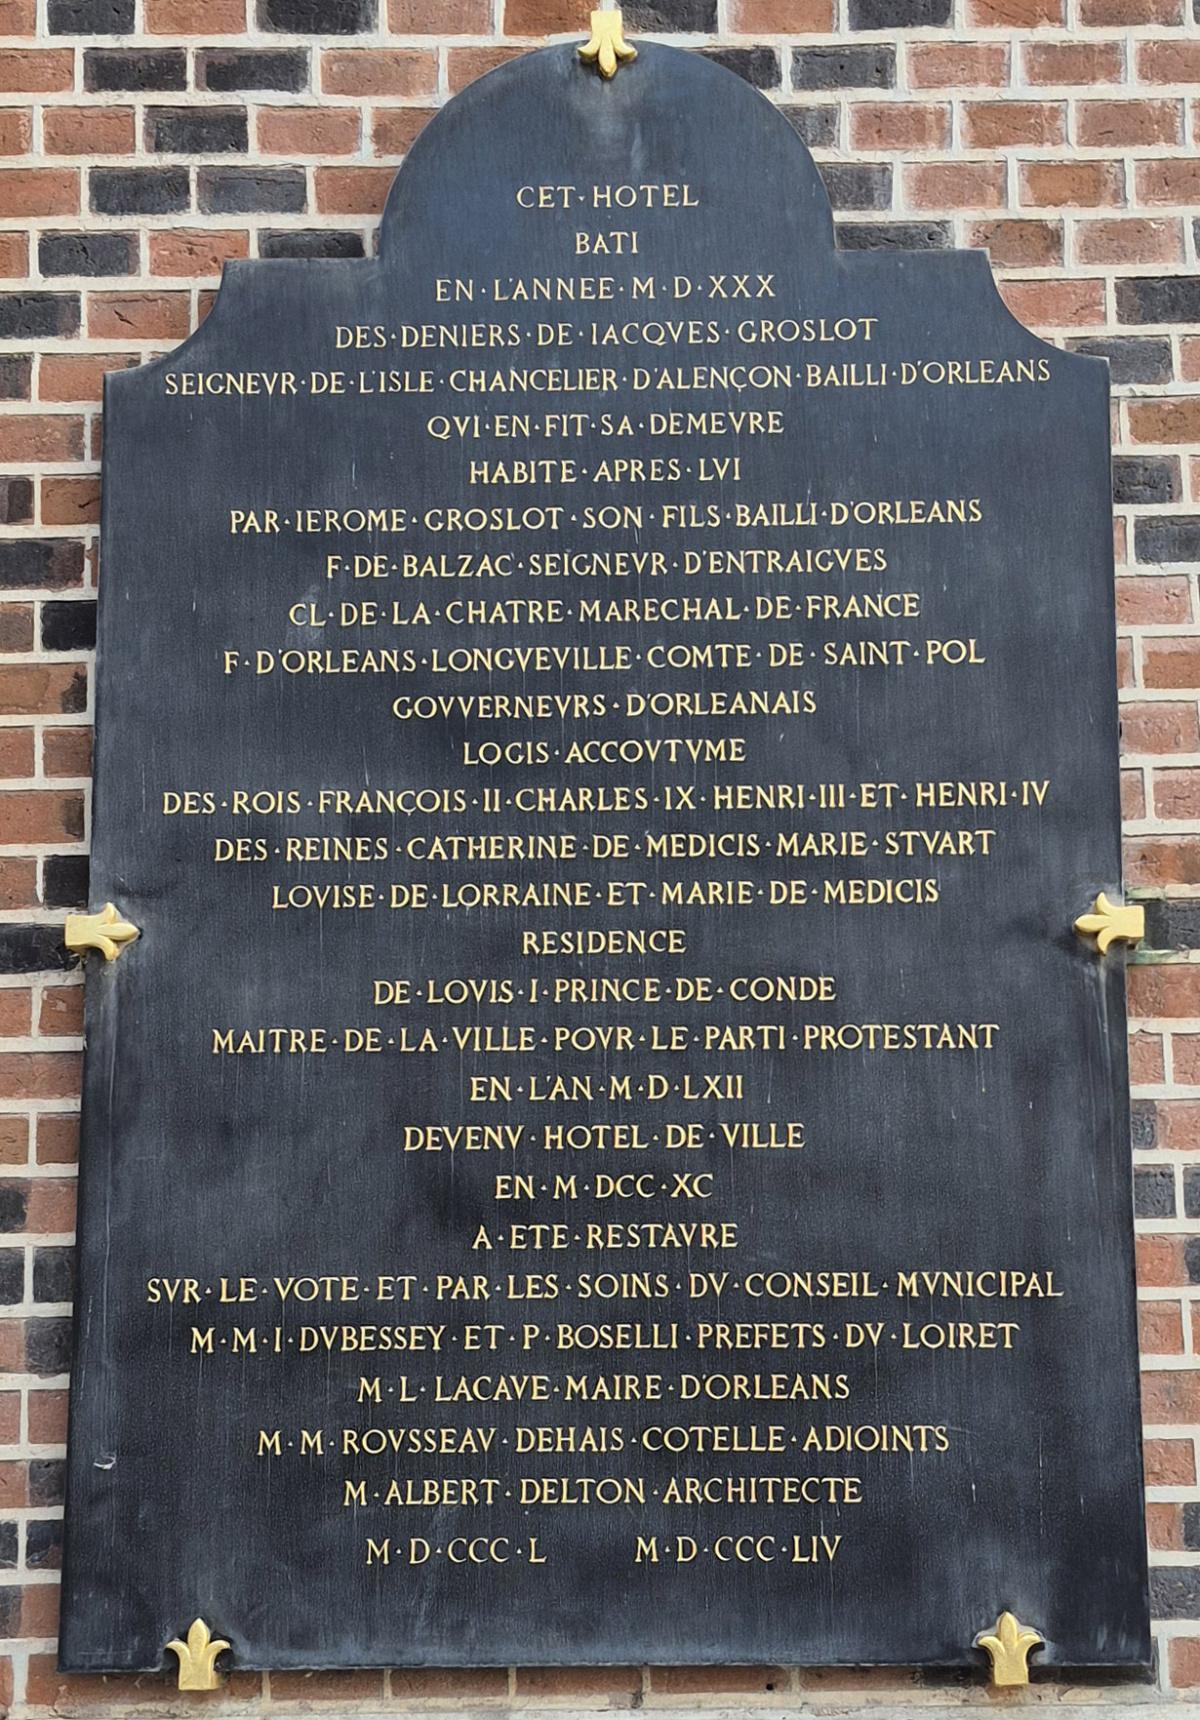 CET·HOTEL
BATI
EN·L'ANNEE·M·D·XXX
DES·DENIERS·DE·IACQVES·GROSLOT
SEIGNEVR·DE·L'ISLE·CHANCELIER·D'ALENÇON·BAILLI·D'ORLEANS
QVI·EN·FIT·SA·DEMEVRE
HABITE·APRES·LVI
PAR·IEROME·GROSLOT·SON·FILS·BAILLI·D'ORLEANS
F·DE·BALZAC·SEIGNEVR·D'ENTRAIGVES
CL·DE·LA·CHATRE·MARECHAL·DE·FRANCE
F·D'ORLEANS·LONGVEVILLE·COMTE·DE·SAINT·POL
GOVVERNEVRS·D'ORLEANAIS
LOGIS·ACCOVTVME
DES·ROIS·FRANÇOIS·II·CHARLES·IX·HENRI·III·ET·HENRI·IV
DES·REINES·CATHERINE·DE·MEDICIS·MARIE·STVART
LOVISE·DE·LORRAINE·ET·MARIE·DE·MEDICIS
RESIDENCE
DE·LOVIS·I·PRINCE·DE·CONDE
MAITRE·DE·LA·VILLE·POVR·LE·PARTI·PROTESTANT
EN·L'AN·M·D·LXII
DEVENV·HOTEL·DE·VILLE
EN·M·DCC·XC
A·ETE·RESTAVRE
SVR·LE·VOTE·ET·PAR·LES·SOINS·DV·CONSEIL·MVNICIPAL
M·M·I·DVBESSEY·ET·P·BOSELLI·PREFETS·DV·LOIRET
M·L·LACAVE·MAIRE·D'ORLEANS
M·M·ROVSSEAV·DEHAIS·COTELLE·ADIOINTS
M·ALBERT·DELTON·ARCHITECTE
M·D·CCC·L M·D·CCC·LIV